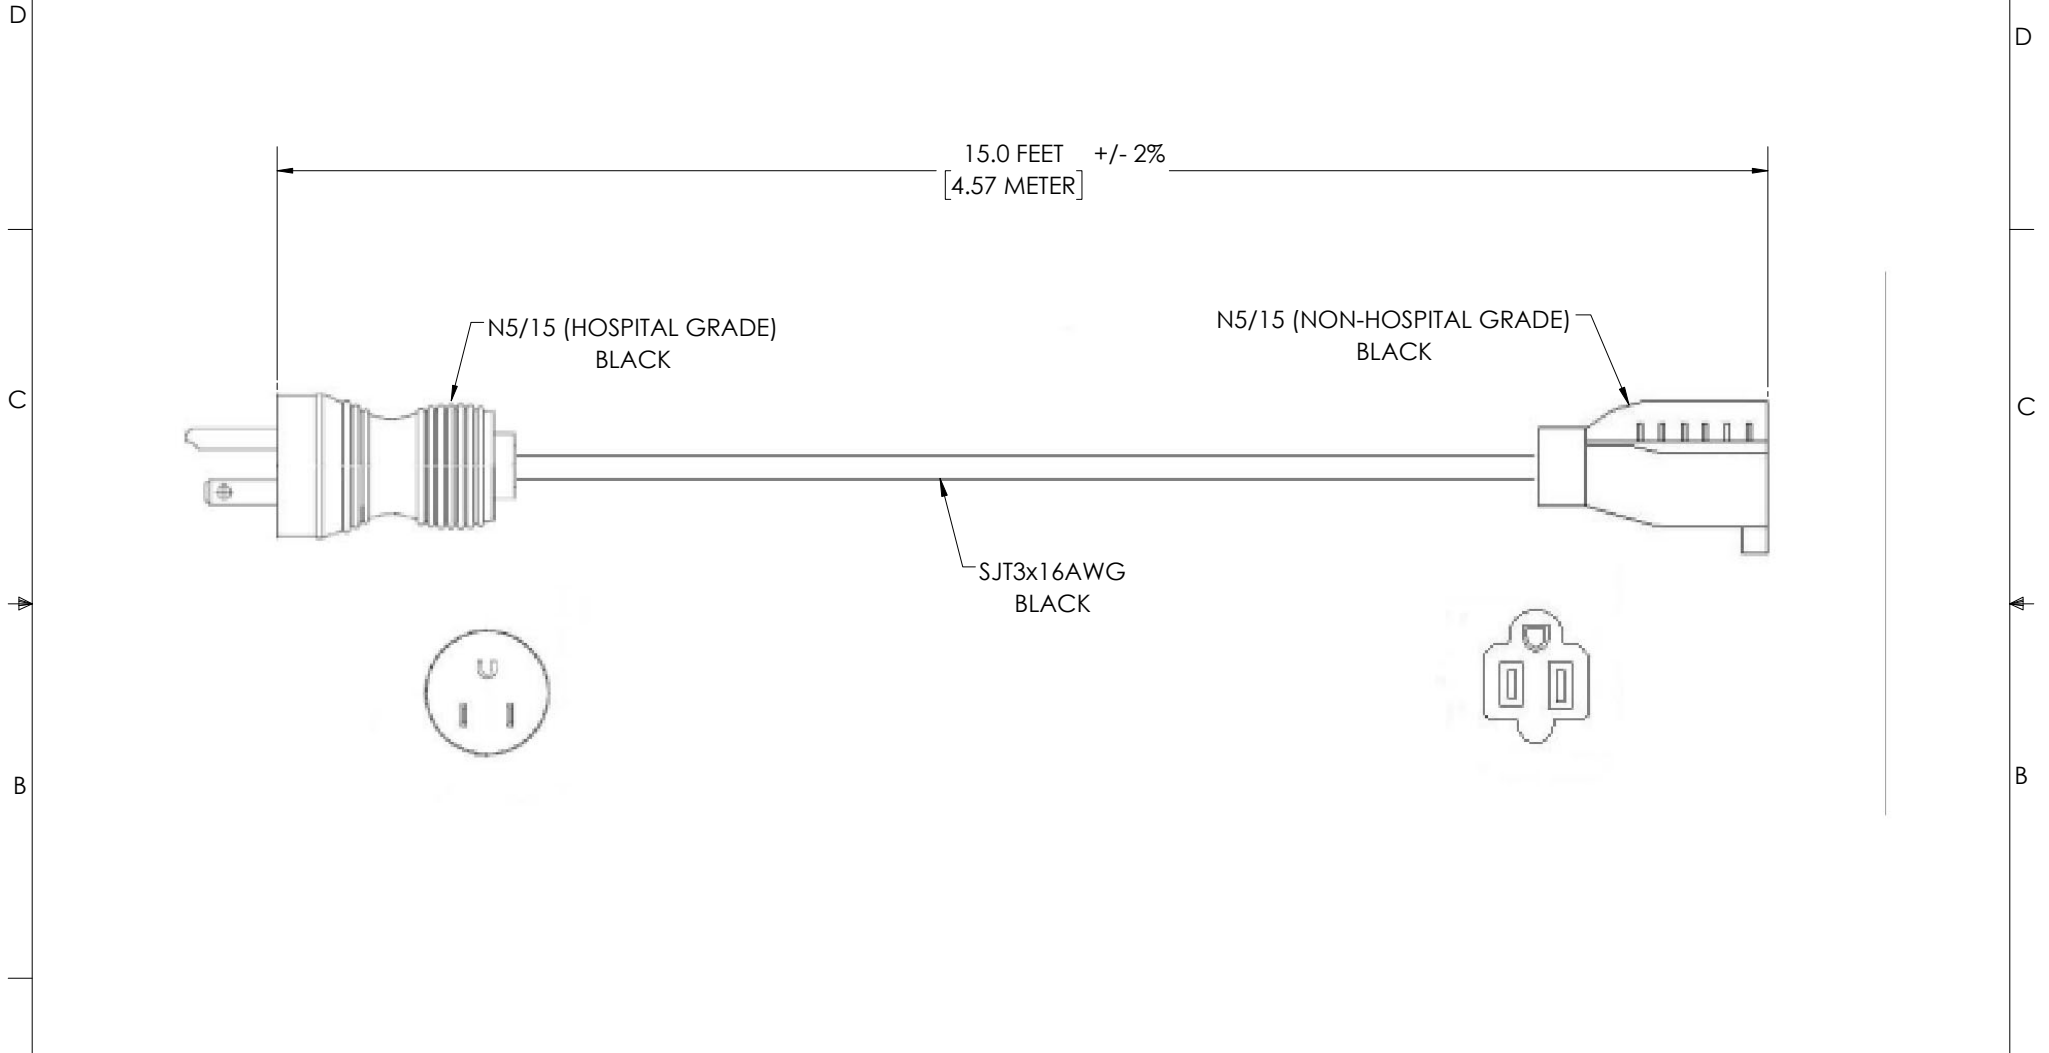 D
D
15.0 FEET +/- 2%
[4.57 METER]
N5/15 (HOSPITAL GRADE)
BLACK
N5/15 (NON-HOSPITAL GRADE)
BLACK
C
C
SJT3x16AWG
BLACK
B
B